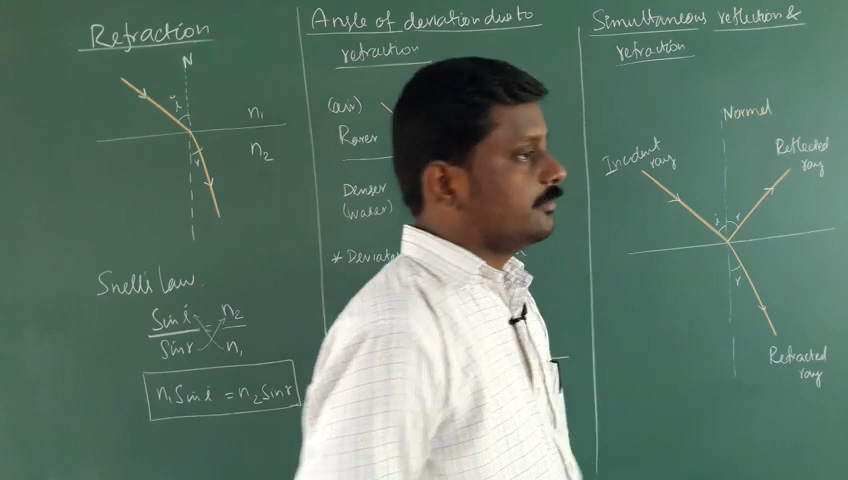 Refraction
N
i
n₁
n₂
r
Snell's Law.
Sin i = n₂
Sin r n₁
n₁ Sin i = n₂ Sin r
Angle of deviation due to
refraction
(air)
Rarer
Denser
(water)
* Deviat
Simultaneous reflection &
refraction
Normal
Incident
ray
Reflected
ray
i r
r
Refracted
ray